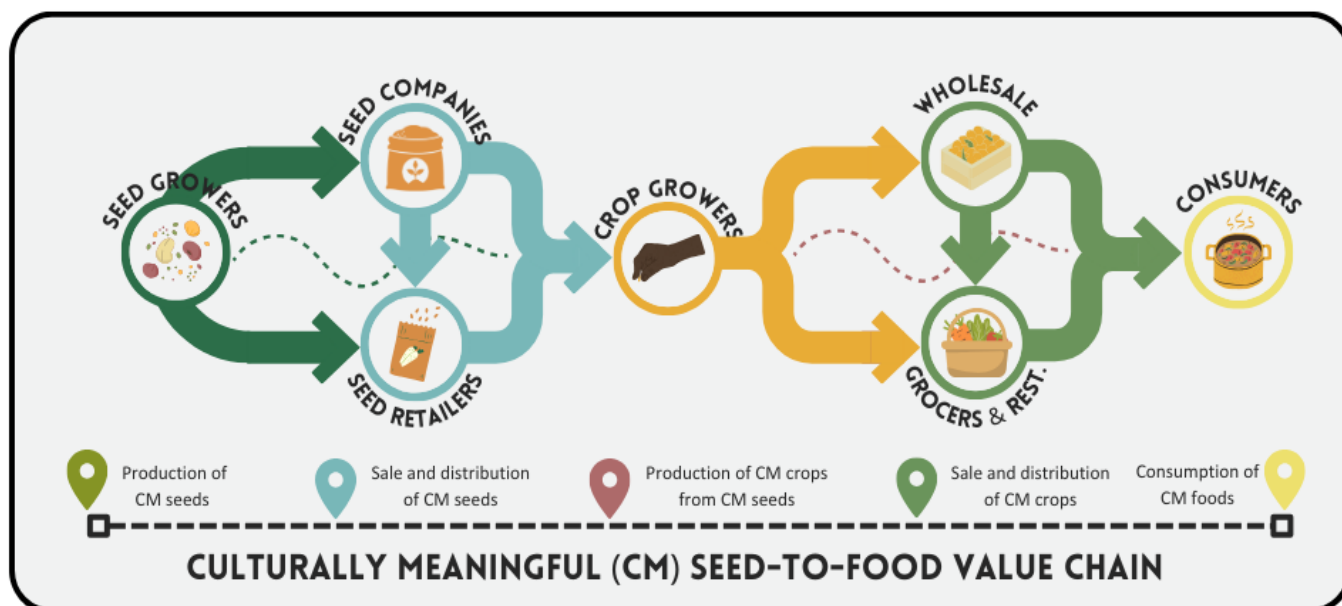 SEED GROWERS
SEED COMPANIES
SEED RETAILERS
CROP GROWERS
WHOLESALE
GROCERS & REST.
CONSUMERS
Production of
CM seeds
Sale and distribution
of CM seeds
Production of CM crops
from CM seeds
Sale and distribution
of CM crops
Consumption of
CM foods
CULTURALLY MEANINGFUL (CM) SEED-TO-FOOD VALUE CHAIN